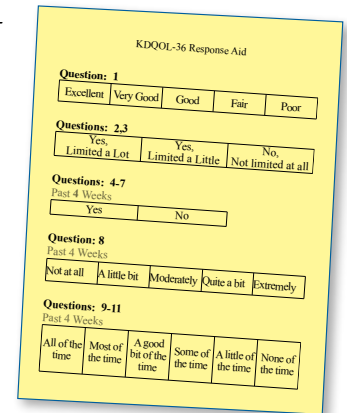 KDQOL-36 Response Aid
Question: 1
Excellent Very Good Good Fair Poor
Questions: 2,3
Yes, Limited a Lot Yes, Limited a Little No, Not limited at all
Questions: 4-7
Past 4 Weeks
Yes No
Question: 8
Past 4 Weeks
Not at all A little bit Moderately Quite a bit Extremely
Questions: 9-11
Past 4 Weeks
All of the time Most of the time A good bit of the time Some of the time A little of the time None of the time